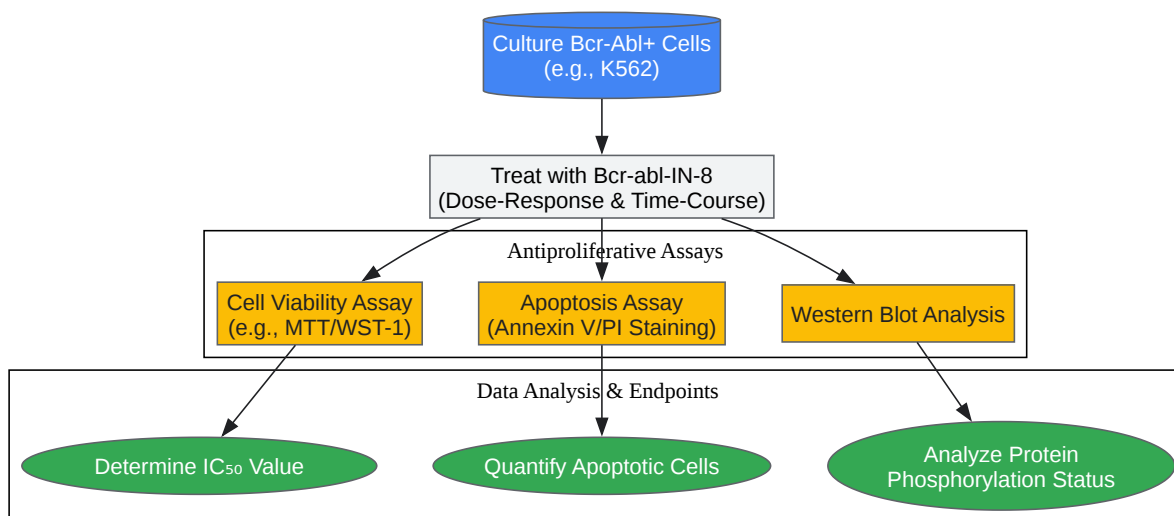 Culture Bcr-Abl+ Cells
(e.g., K562)
Treat with Bcr-abl-IN-8
(Dose-Response & Time-Course)
Antiproliferative Assays
Cell Viability Assay
(e.g., MTT/WST-1)
Apoptosis Assay
(Annexin V/PI Staining)
Western Blot Analysis
Data Analysis & Endpoints
Determine IC₅₀ Value
Quantify Apoptotic Cells
Analyze Protein
Phosphorylation Status